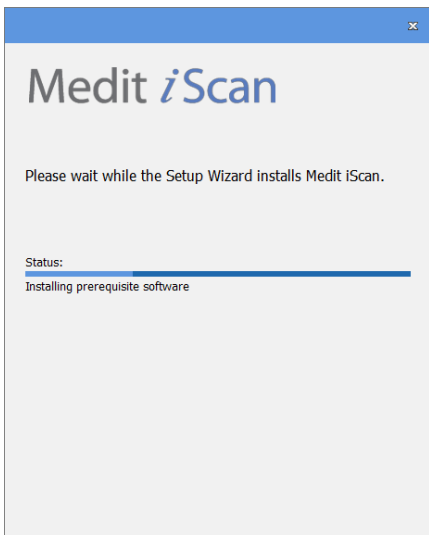 Medit iScan
Please wait while the Setup Wizard installs Medit iScan.
Status:
Installing prerequisite software